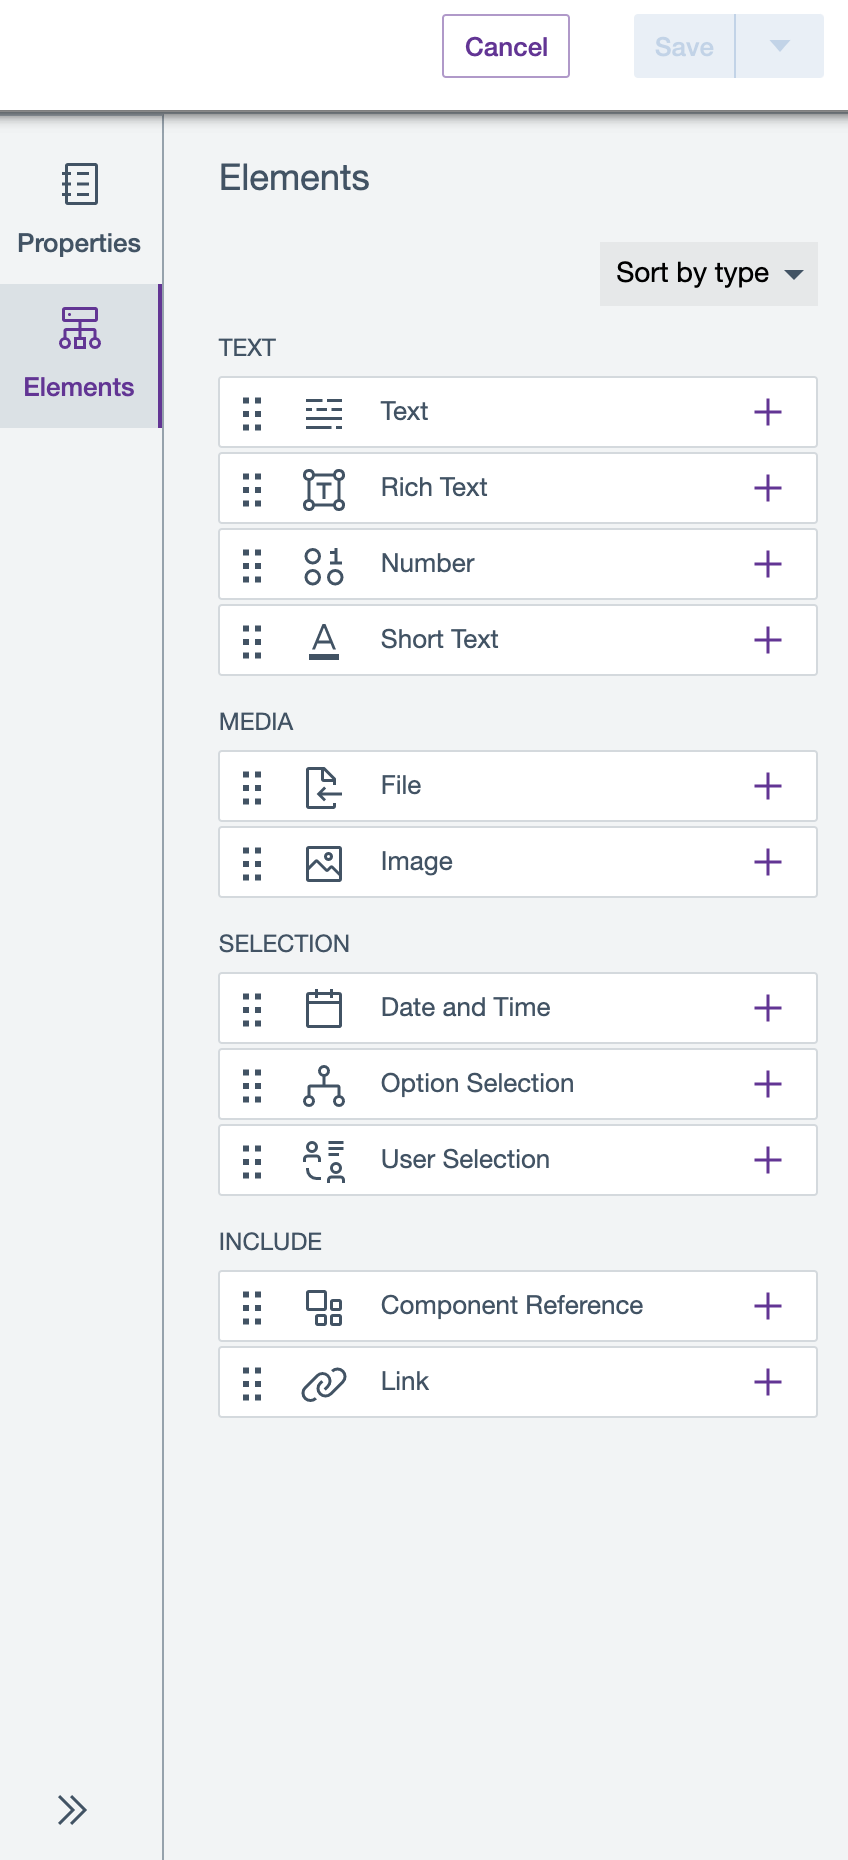 Cancel
Save
Properties
Elements
Elements
Sort by type
TEXT
Text
Rich Text
Number
Short Text
MEDIA
File
Image
SELECTION
Date and Time
Option Selection
User Selection
INCLUDE
Component Reference
Link